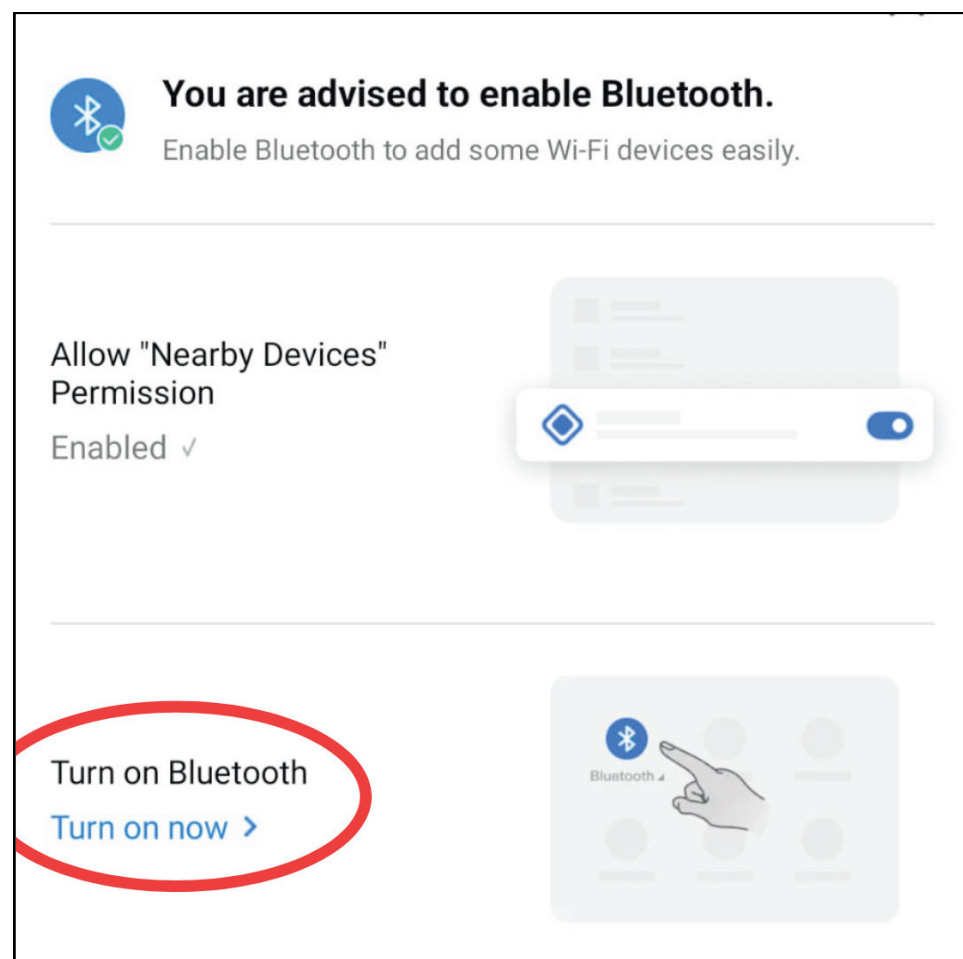 You are advised to enable Bluetooth.
Enable Bluetooth to add some Wi-Fi devices easily.
Allow "Nearby Devices"
Permission
Enabled ✓
Turn on Bluetooth
Turn on now >
Bluetooth